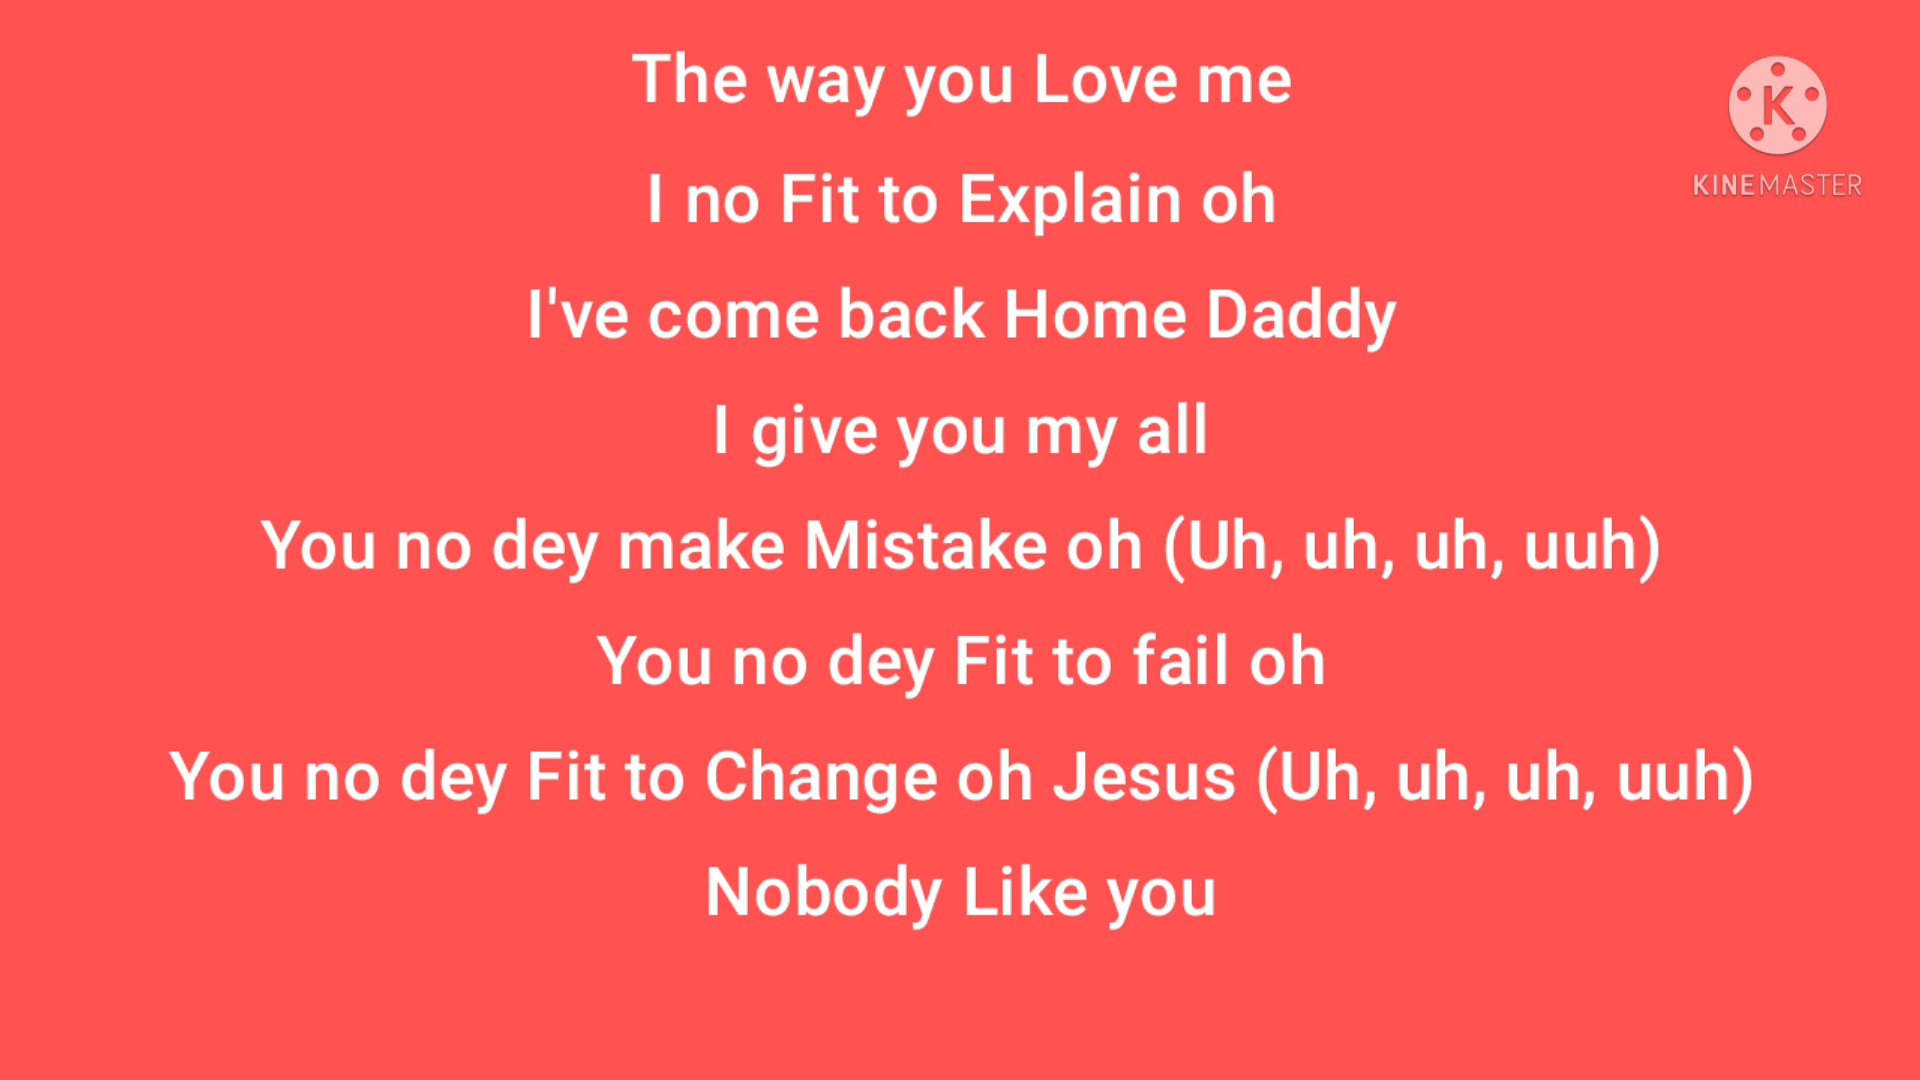 The way you Love me
K
KINEMASTER
I no Fit to Explain oh
I've come back Home Daddy
I give you my all
You no dey make Mistake oh (Uh, uh, uh, uuh)
You no dey Fit to fail oh
You no dey Fit to Change oh Jesus (Uh, uh, uh, uuh)
Nobody Like you